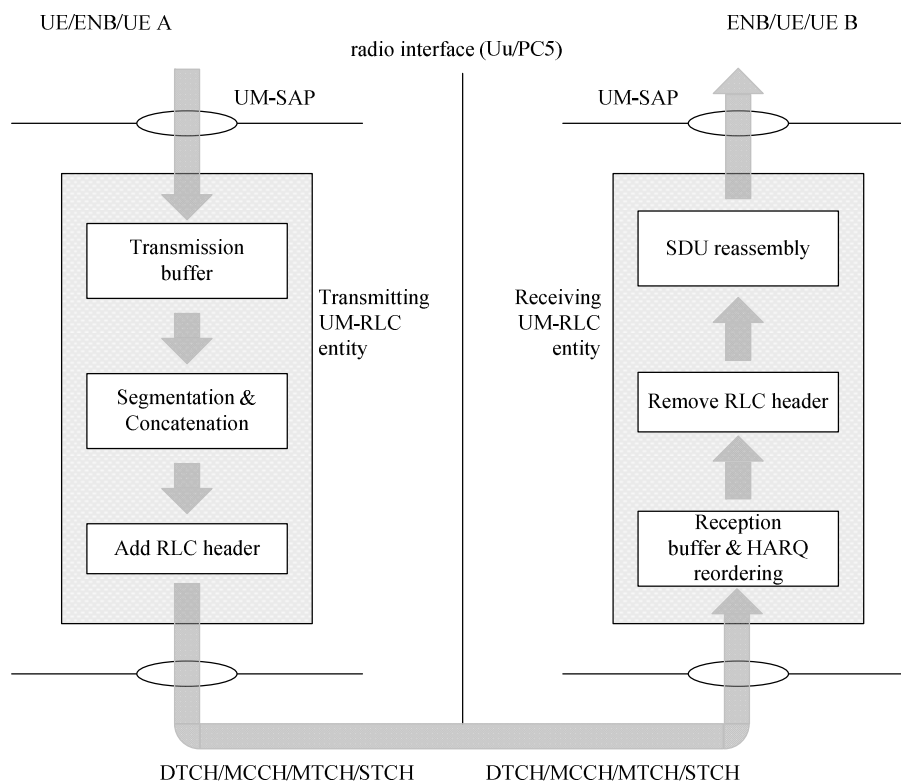 UE/ENB/UE A
ENB/UE/UE B
radio interface (Uu/PC5)
UM-SAP
UM-SAP
Transmission
buffer
Transmitting
UM-RLC
entity
Segmentation &
Concatenation
Add RLC header
SDU reassembly
Receiving
UM-RLC
entity
Remove RLC header
Reception
buffer & HARQ
reordering
DTCH/MCCH/MTCH/STCH
DTCH/MCCH/MTCH/STCH